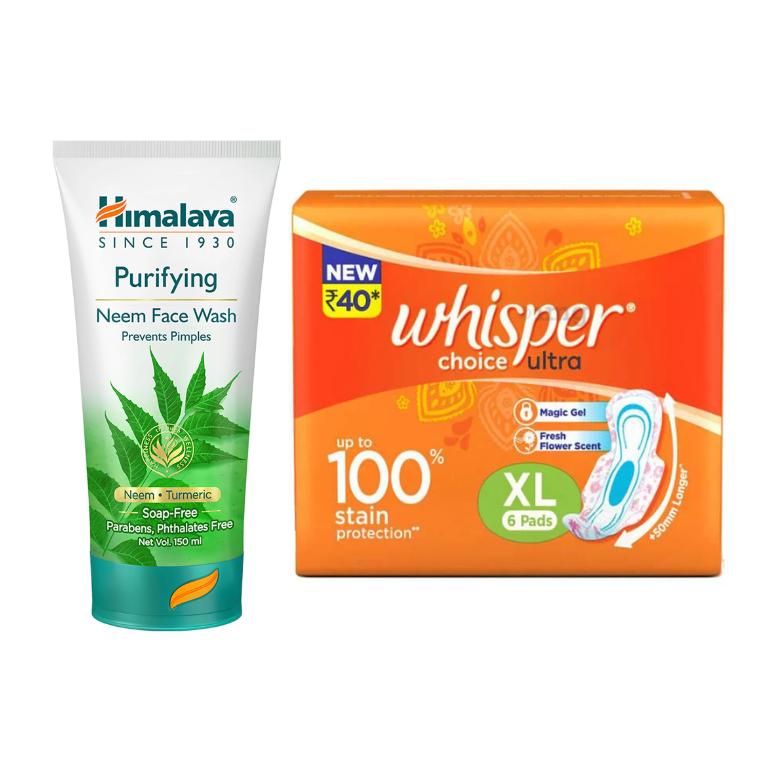 Himalaya®
SINCE 1930
Purifying
Neem Face Wash
Prevents Pimples
Neem • Turmeric
Soap-Free
Parabens, Phthalates Free
Net Vol. 150 ml
NEW
₹40*
whisper®
choice ultra
Magic Gel
Fresh
Flower Scent
up to
100%
stain
protection**
XL
6 Pads
+50mm Longer^